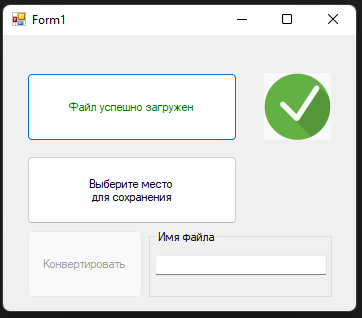 Form1
Файл успешно загружен
Выберите место
для сохранения
Конвертировать
Имя файла